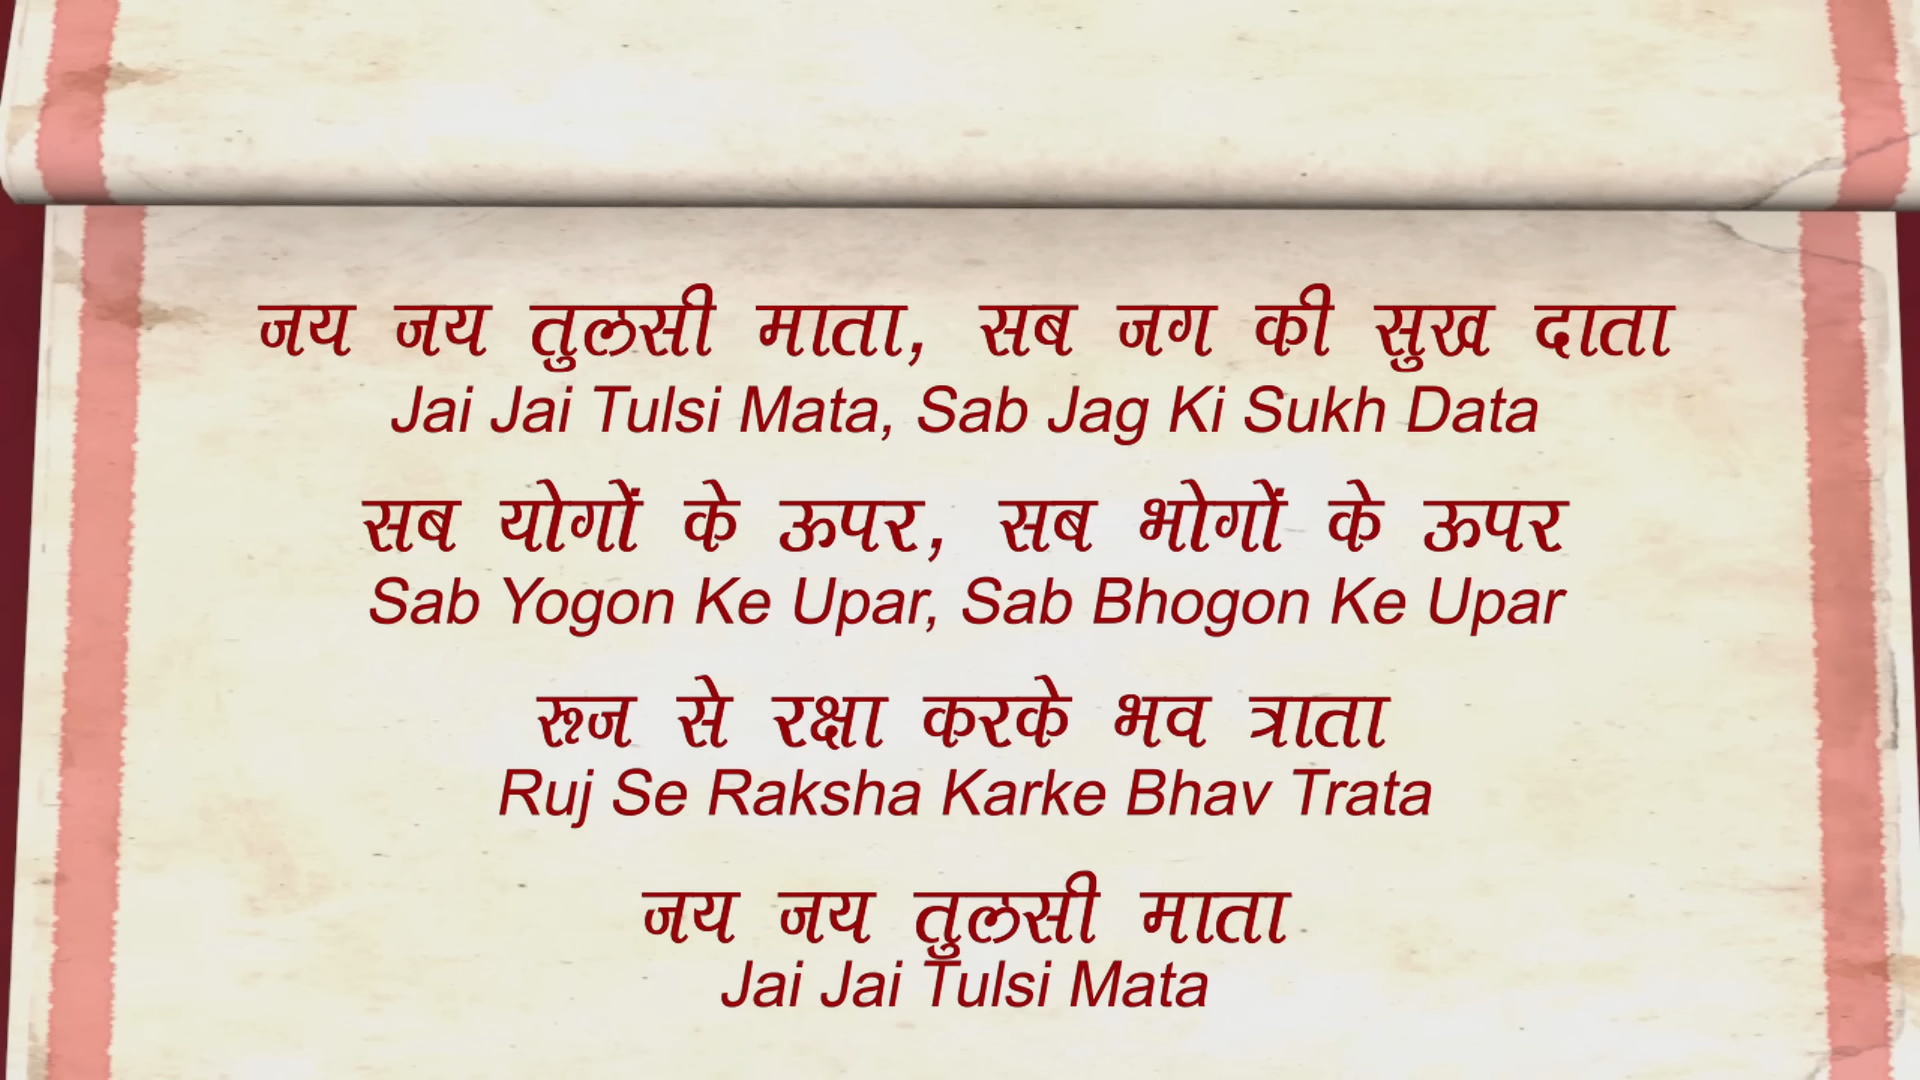 जय जय तुलसी माता, सब जग की सुख दाता
Jai Jai Tulsi Mata, Sab Jag Ki Sukh Data
सब योगों के ऊपर, सब भोगों के ऊपर
Sab Yogon Ke Upar, Sab Bhogon Ke Upar
रूज से रक्षा करके भव त्राता
Ruj Se Raksha Karke Bhav Trata
जय जय तुलसी माता
Jai Jai Tulsi Mata